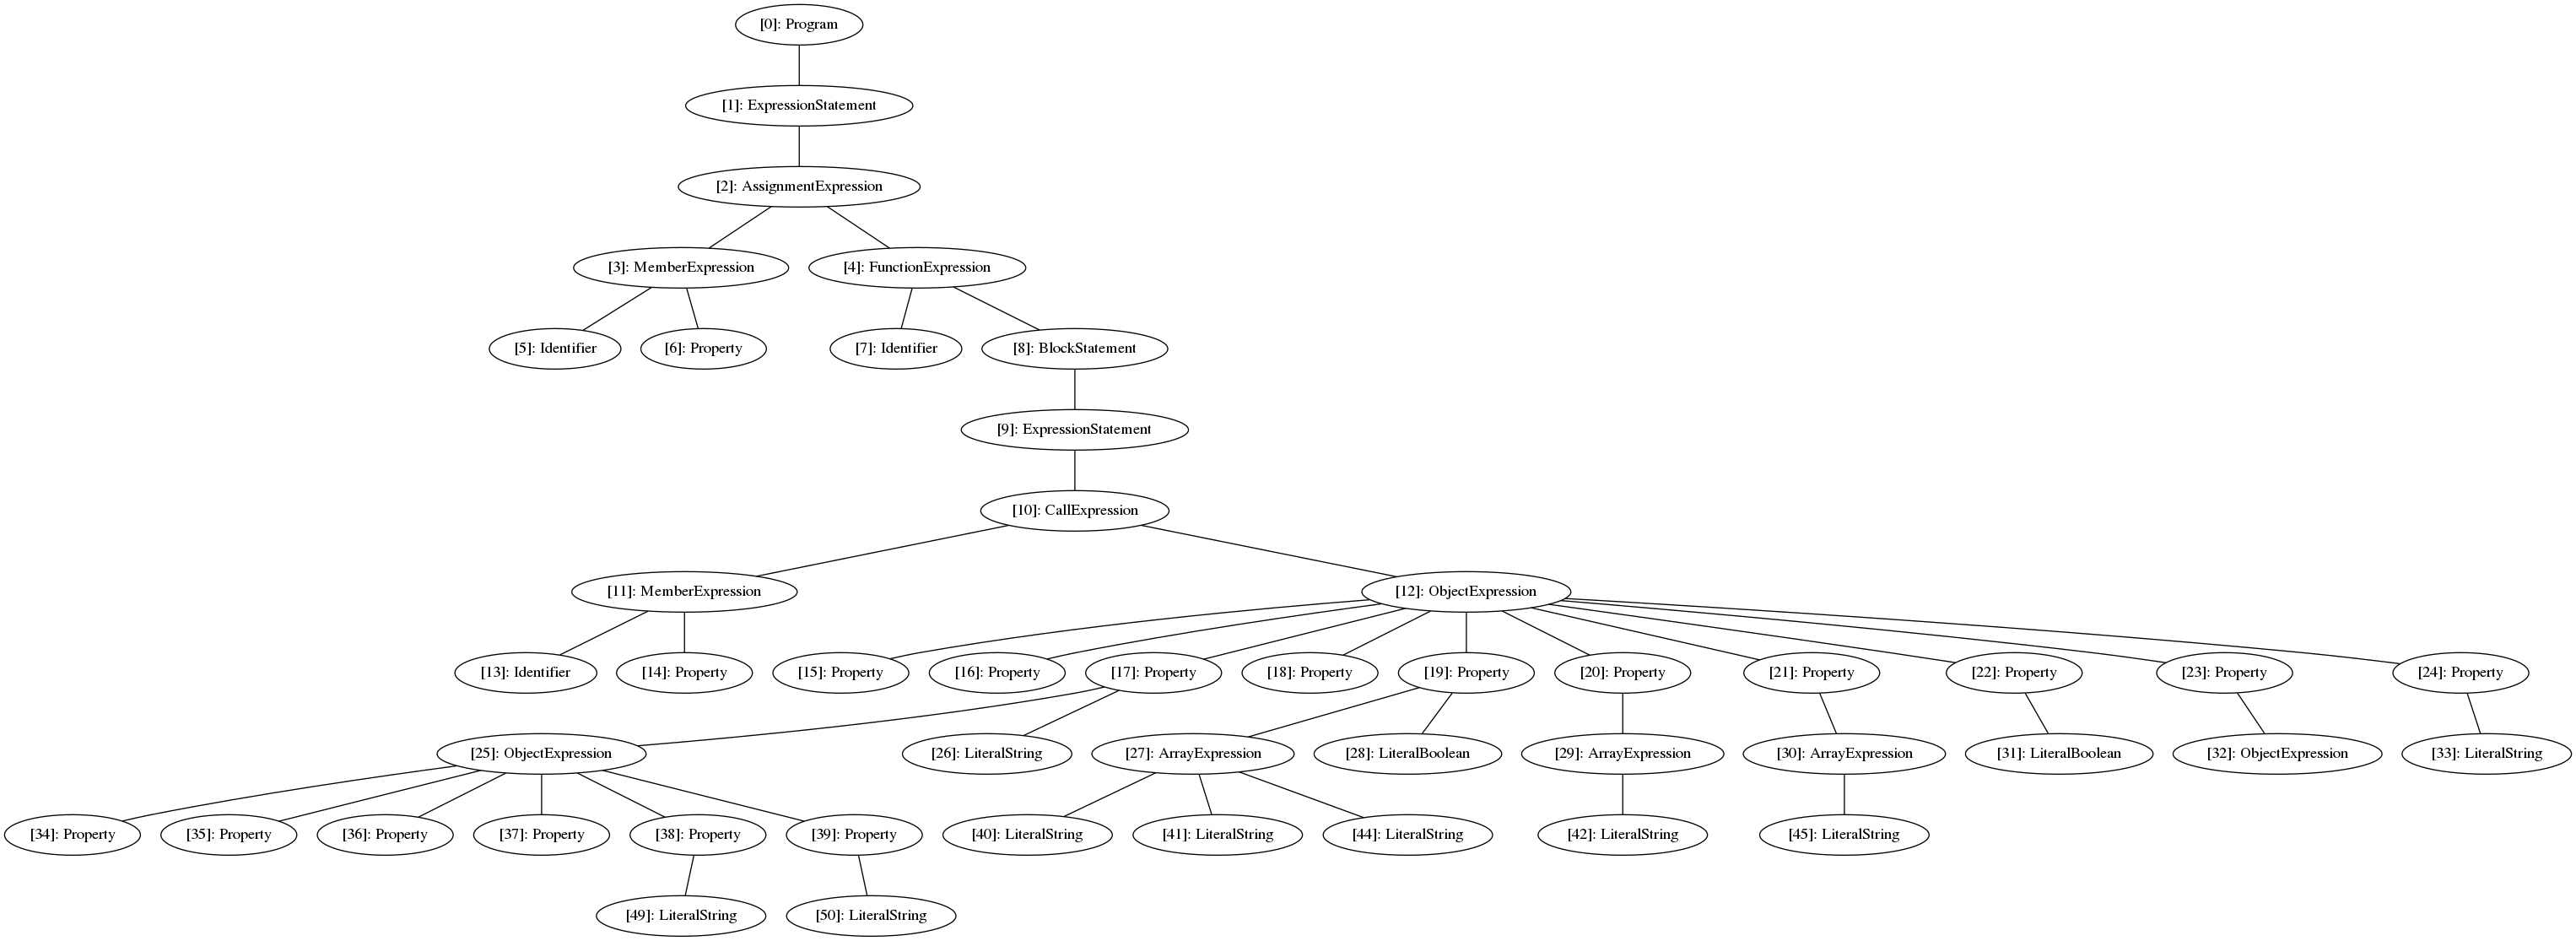 [0]: Program
[1]: ExpressionStatement
[2]: AssignmentExpression
[3]: MemberExpression
[4]: FunctionExpression
[5]: Identifier
[6]: Property
[7]: Identifier
[8]: BlockStatement
[9]: ExpressionStatement
[10]: CallExpression
[11]: MemberExpression
[12]: ObjectExpression
[13]: Identifier
[14]: Property
[15]: Property
[16]: Property
[17]: Property
[18]: Property
[19]: Property
[20]: Property
[21]: Property
[22]: Property
[23]: Property
[24]: Property
[25]: ObjectExpression
[26]: LiteralString
[27]: ArrayExpression
[28]: LiteralBoolean
[29]: ArrayExpression
[30]: ArrayExpression
[31]: LiteralBoolean
[32]: ObjectExpression
[33]: LiteralString
[34]: Property
[35]: Property
[36]: Property
[37]: Property
[38]: Property
[39]: Property
[40]: LiteralString
[41]: LiteralString
[44]: LiteralString
[42]: LiteralString
[45]: LiteralString
[49]: LiteralString
[50]: LiteralString